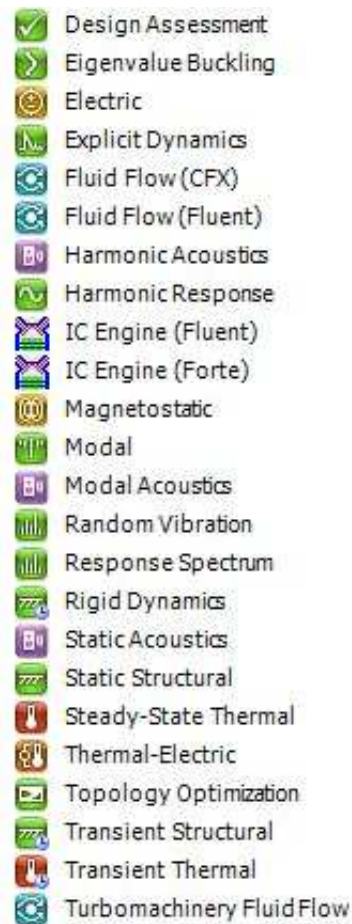 Design Assessment
Eigenvalue Buckling
Electric
Explicit Dynamics
Fluid Flow (CFX)
Fluid Flow (Fluent)
Harmonic Acoustics
Harmonic Response
IC Engine (Fluent)
IC Engine (Forte)
Magnetostatic
Modal
Modal Acoustics
Random Vibration
Response Spectrum
Rigid Dynamics
Static Acoustics
Static Structural
Steady-State Thermal
Thermal-Electric
Topology Optimization
Transient Structural
Transient Thermal
Turbomachinery Fluid Flow